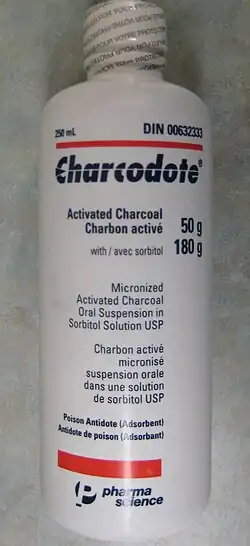 250 mL DIN 00632333
Charcodote®
Activated Charcoal
Charbon activé 50 g
with / avec sorbitol 180 g
Micronized
Activated Charcoal
Oral Suspension in
Sorbitol Solution USP
Charbon activé
micronisé
suspension orale
dans une solution
de sorbitol USP
Poison Antidote (Adsorbent)
Antidote de poison (Adsorbant)
pharma
science